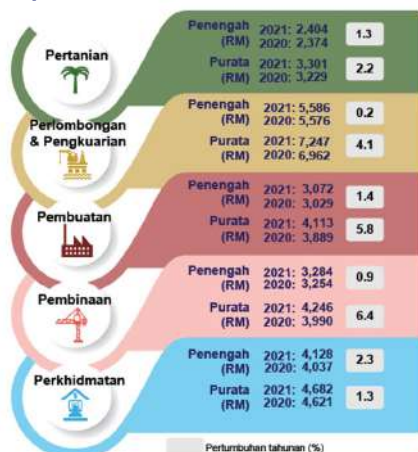 Pertanian
Penengah 2021: 2,404 1.3
(RM) 2020: 2,374
Purata 2021: 3,301 2.2
(RM) 2020: 3,229
Perlombongan
& Pengkuarian
Penengah 2021: 5,586 0.2
(RM) 2020: 5,576
Purata 2021: 7,247 4.1
(RM) 2020: 6,962
Pembuatan
Penengah 2021: 3,072 1.4
(RM) 2020: 3,029
Purata 2021: 4,113 5.8
(RM) 2020: 3,889
Pembinaan
Penengah 2021: 3,284 0.9
(RM) 2020: 3,254
Purata 2021: 4,246 6.4
(RM) 2020: 3,990
Perkhidmatan
Penengah 2021: 4,128 2.3
(RM) 2020: 4,037
Purata 2021: 4,682 1.3
(RM) 2020: 4,621
Pertumbuhan tahunan (%)